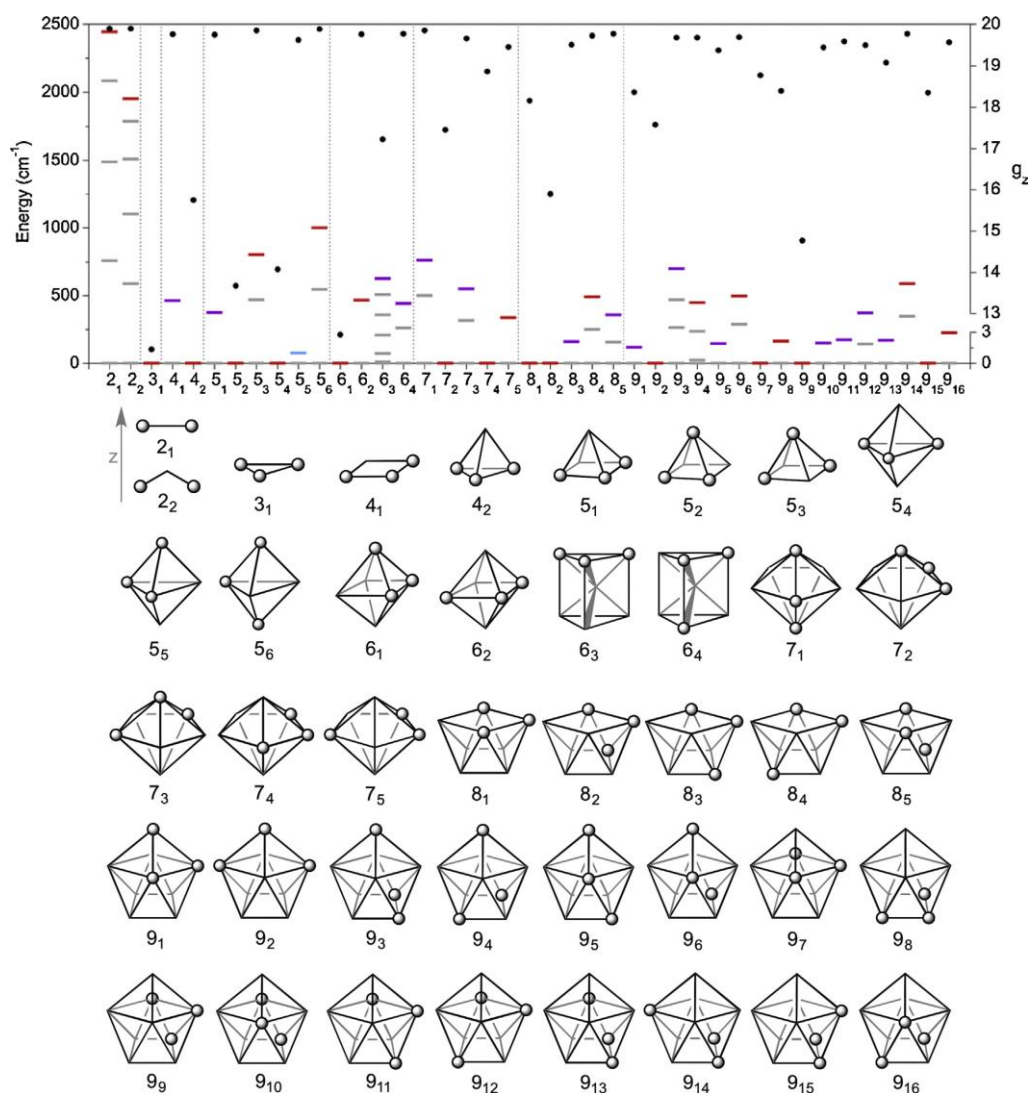 2500
2000
1500
1000
500
0
Energy (cm⁻¹)
20
19
18
17
16
15
14
13
3
0
g_z
2₁ 2₂ 3₁ 4₁ 4₂ 5₁ 5₂ 5₃ 5₄ 5₅ 5₆ 6₁ 6₂ 6₃ 6₄ 7₁ 7₂ 7₃ 7₄ 7₅ 8₁ 8₂ 8₃ 8₄ 8₅ 9₁ 9₂ 9₃ 9₄ 9₅ 9₆ 9₇ 9₈ 9₉ 9₁₀ 9₁₁ 9₁₂ 9₁₃ 9₁₄ 9₁₅ 9₁₆
z
2₁
2₂ 3₁ 4₁ 4₂ 5₁ 5₂ 5₃ 5₄
5₅ 5₆ 6₁ 6₂ 6₃ 6₄ 7₁ 7₂
7₃ 7₄ 7₅ 8₁ 8₂ 8₃ 8₄ 8₅
9₁ 9₂ 9₃ 9₄ 9₅ 9₆ 9₇ 9₈
9₉ 9₁₀ 9₁₁ 9₁₂ 9₁₃ 9₁₄ 9₁₅ 9₁₆